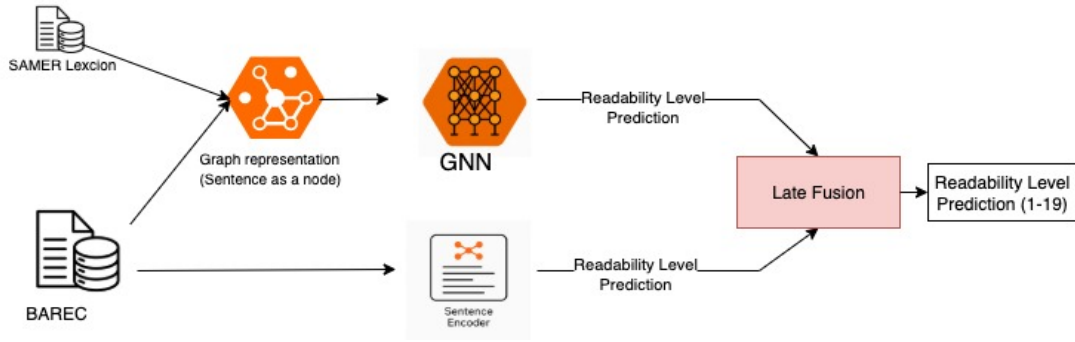 SAMER Lexcion
Graph representation
(Sentence as a node)
GNN
Readability Level
Prediction
Late Fusion
Readability Level
Prediction (1-19)
BAREC
Sentence
Encoder
Readability Level
Prediction